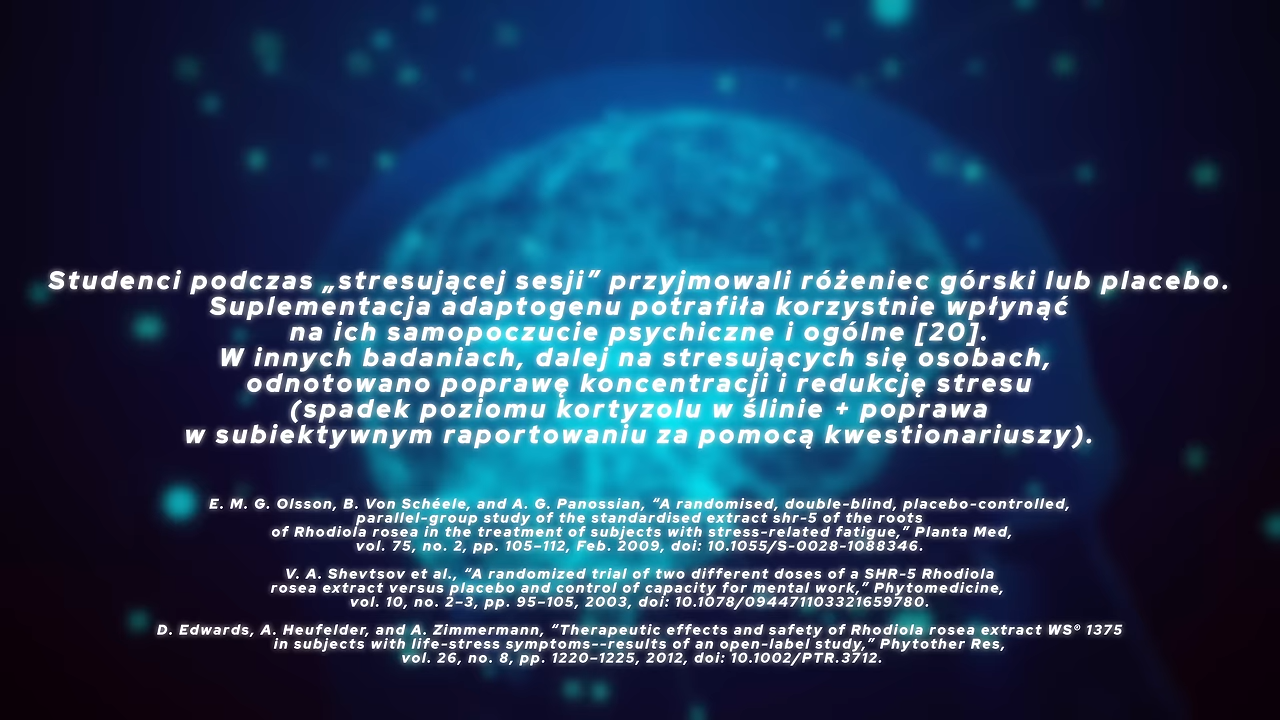 Studenci podczas „stresującej sesji” przyjmowali różeniec górski lub placebo.
Suplementacja adaptogenu potrafiła korzystnie wpłynąć
na ich samopoczucie psychiczne i ogólne [20].
W innych badaniach, dalej na stresujących się osobach,
odnotowano poprawę koncentracji i redukcję stresu
(spadek poziomu kortyzolu w ślinie + poprawa
w subiektywnym raportowaniu za pomocą kwestionariuszy).
E. M. G. Olsson, B. Von Schéele, and A. G. Panossian, “A randomised, double-blind, placebo-controlled,
parallel-group study of the standardised extract shr-5 of the roots
of Rhodiola rosea in the treatment of subjects with stress-related fatigue,” Planta Med,
vol. 75, no. 2, pp. 105–112, Feb. 2009, doi: 10.1055/S-0028-1088346.
V. A. Shevtsov et al., “A randomized trial of two different doses of a SHR-5 Rhodiola
rosea extract versus placebo and control of capacity for mental work,” Phytomedicine,
vol. 10, no. 2–3, pp. 95–105, 2003, doi: 10.1078/094471103321659780.
D. Edwards, A. Heufelder, and A. Zimmermann, “Therapeutic effects and safety of Rhodiola rosea extract WS® 1375
in subjects with life-stress symptoms--results of an open-label study,” Phytother Res,
vol. 26, no. 8, pp. 1220–1225, 2012, doi: 10.1002/PTR.3712.